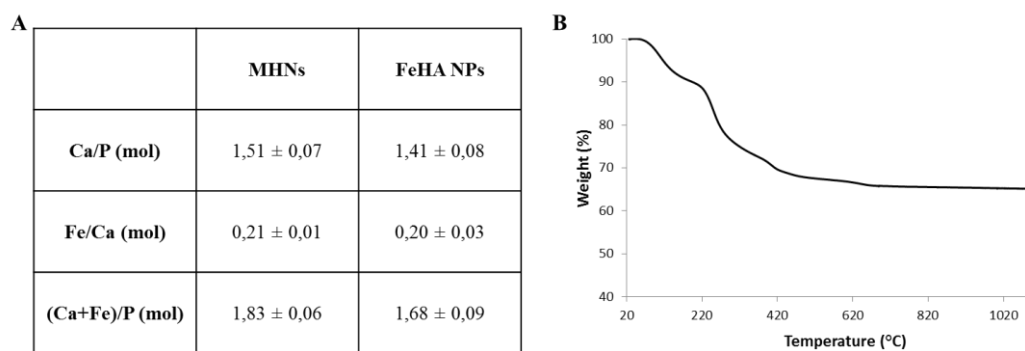 A
MHNs FeHA NPs
Ca/P (mol) 1,51 ± 0,07 1,41 ± 0,08
Fe/Ca (mol) 0,21 ± 0,01 0,20 ± 0,03
(Ca+Fe)/P (mol) 1,83 ± 0,06 1,68 ± 0,09
B
Weight (%)
100
90
80
70
60
50
40
20 220 420 620 820 1020
Temperature (°C)